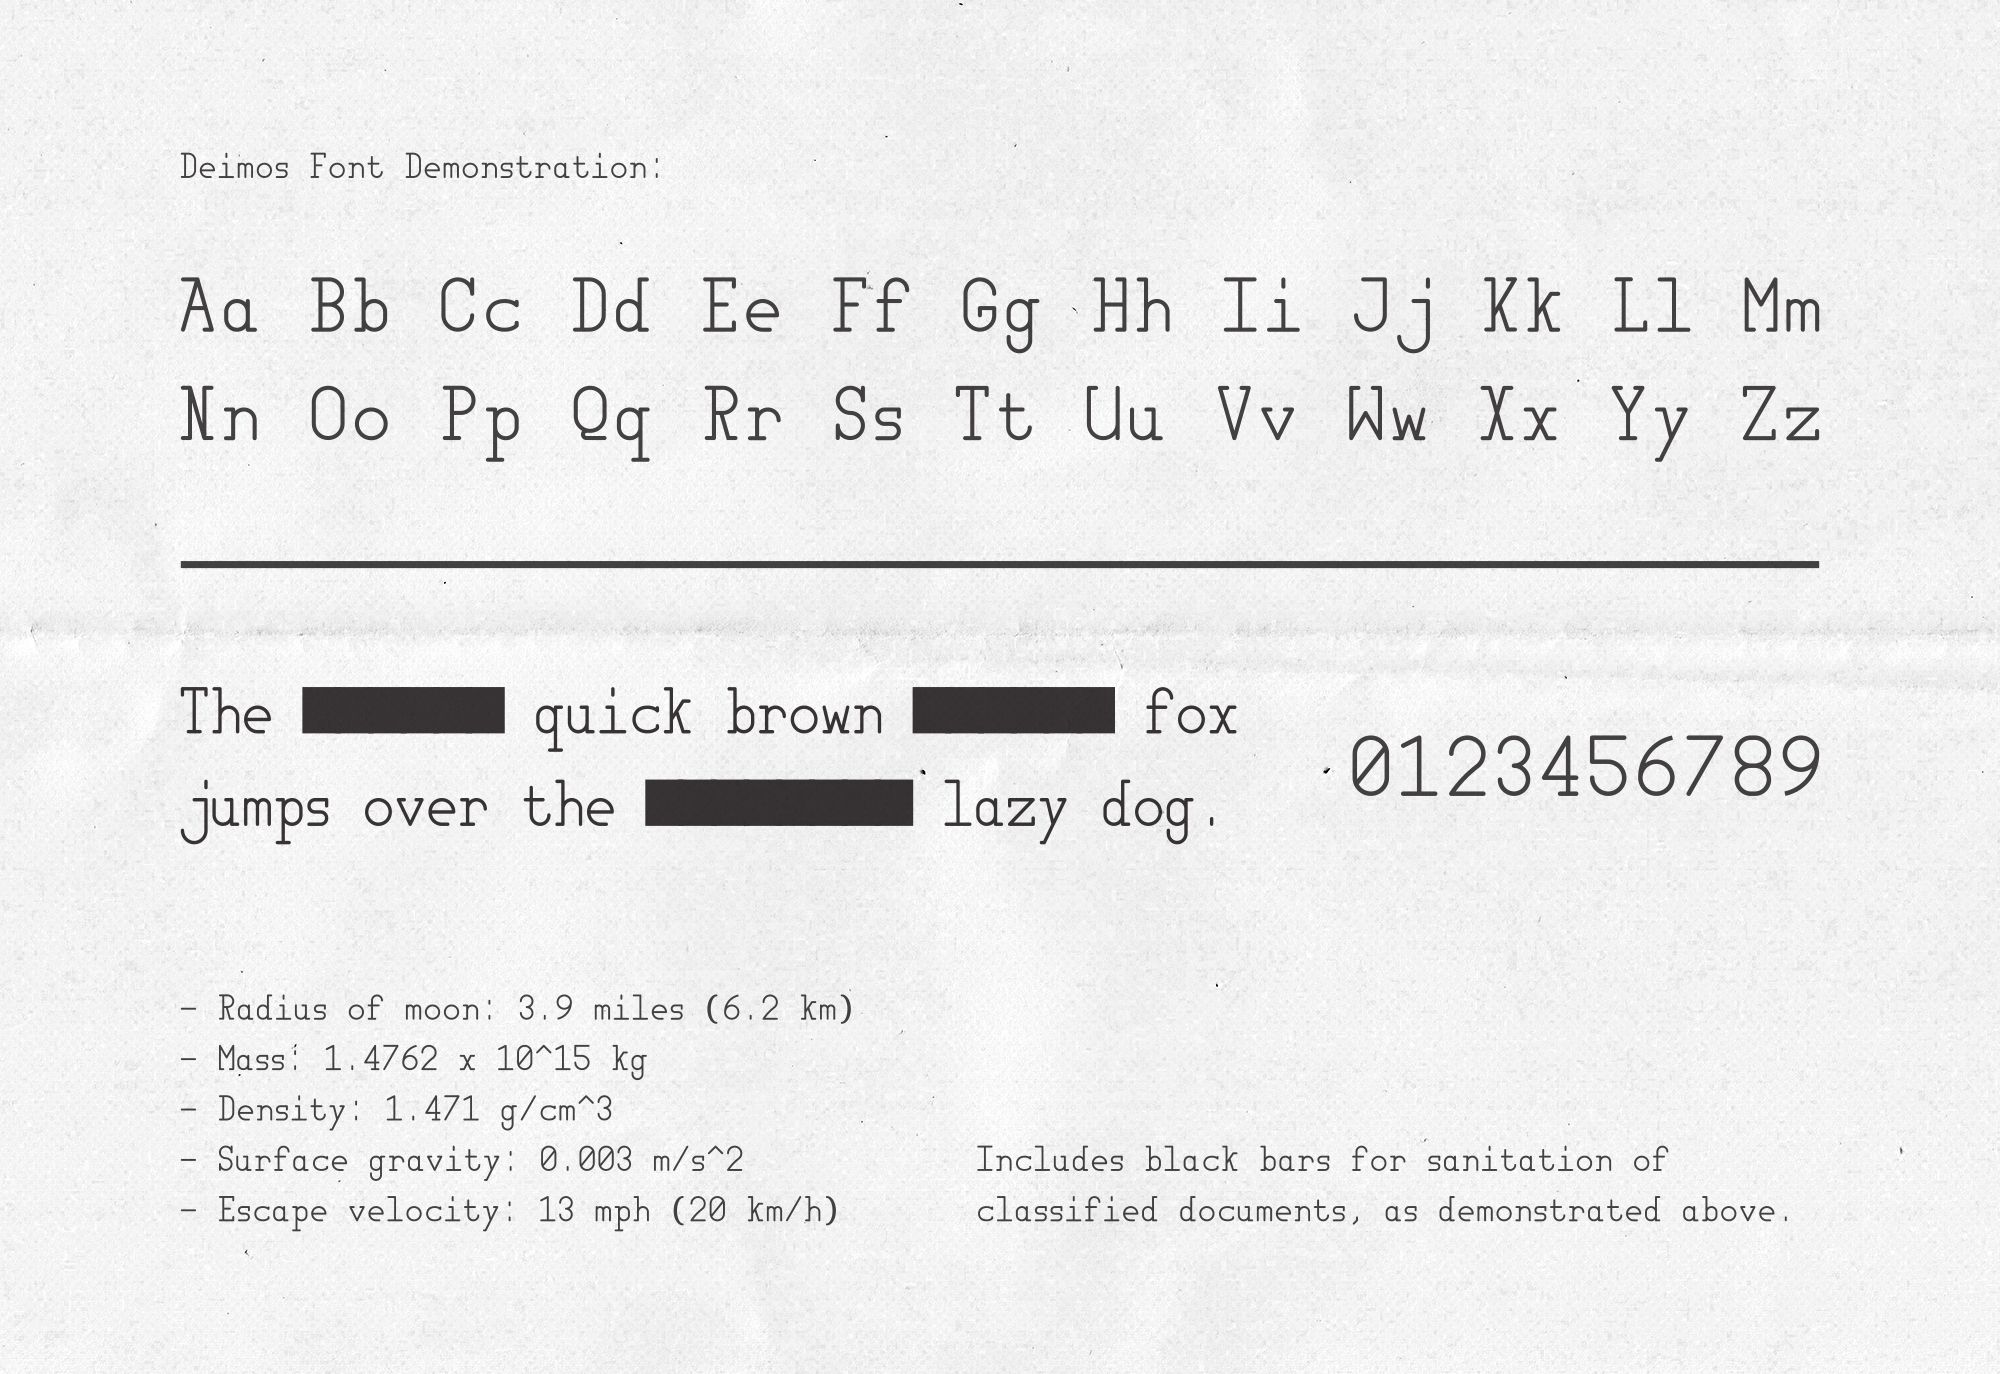 Deimos Font Demonstration:
Aa Bb Cc Dd Ee Ff Gg Hh Ii Jj Kk Ll Mm
Nn Oo Pp Qq Rr Ss Tt Uu Vv Ww Xx Yy Zz
The quick brown fox
jumps over the lazy dog.
0123456789
- Radius of moon: 3.9 miles (6.2 km)
- Mass: 1.4762 x 10^15 kg
- Density: 1.471 g/cm^3
- Surface gravity: 0.003 m/s^2
- Escape velocity: 13 mph (20 km/h)
Includes black bars for sanitation of
classified documents, as demonstrated above.